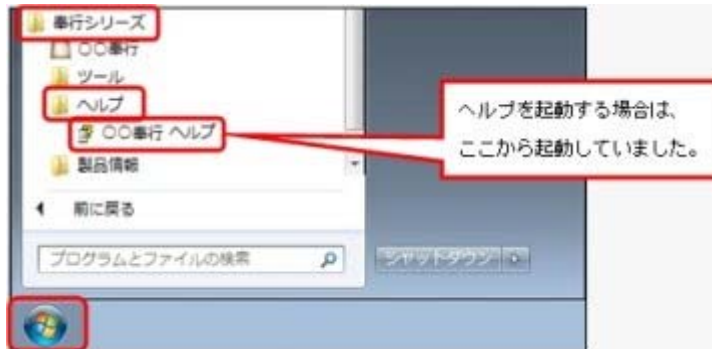 奉行シリーズ
〇〇奉行
ツール
ヘルプ
〇〇奉行 ヘルプ
製品情報
前に戻る
プログラムとファイルの検索
シャットダウン
ヘルプを起動する場合は、
ここから起動していました。